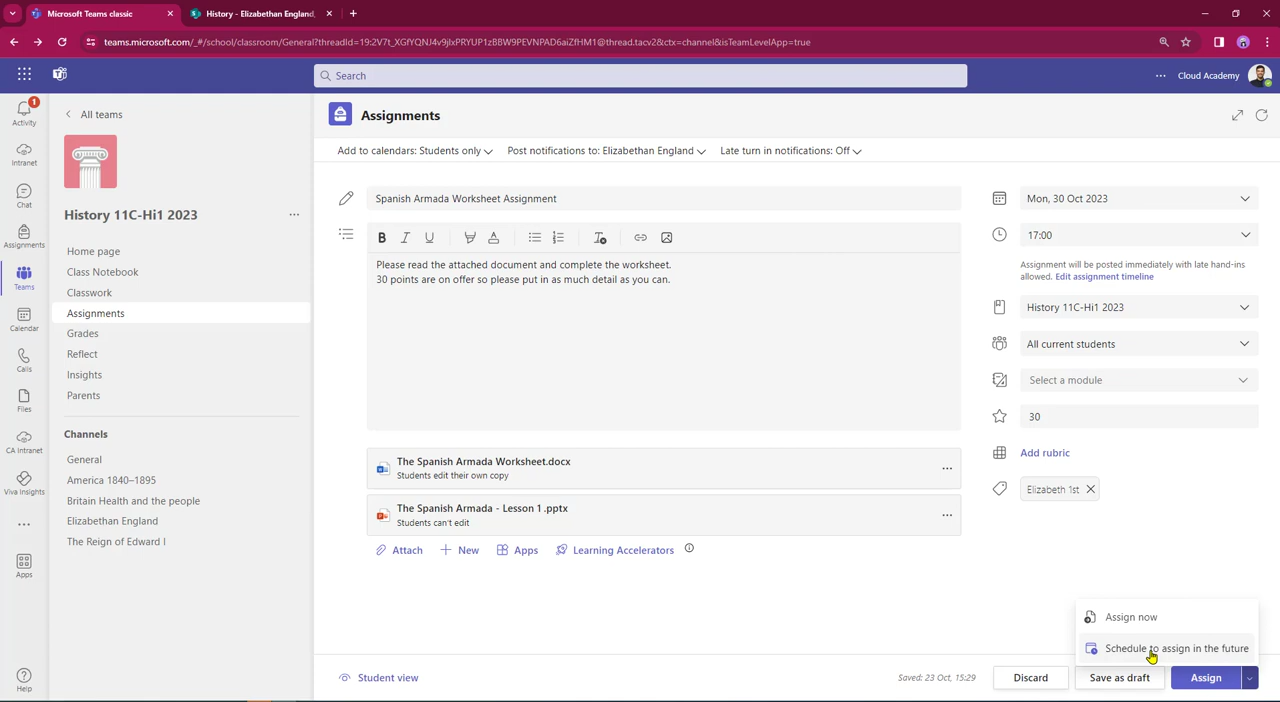 Microsoft Teams classic
History - Elizabethan England,
teams.microsoft.com/_#/school/classroom/General?threadId=19:2V7t_XGfYQNJ4v9jlxPRYUP1zBBW9PEVNPAD6aiZfHM1@thread.tacv2&ctx=channel&isTeamLevelApp=true
Search
Cloud Academy
1
Activity
Intranet
Chat
Assignments
Teams
Calendar
Calls
Files
CA Intranet
Viva Insights
Apps
Help
All teams
History 11C-Hi1 2023
Home page
Class Notebook
Classwork
Assignments
Grades
Reflect
Insights
Parents
Channels
General
America 1840–1895
Britain Health and the people
Elizabethan England
The Reign of Edward I
Assignments
Add to calendars: Students only
Post notifications to: Elizabethan England
Late turn in notifications: Off
Spanish Armada Worksheet Assignment
B I U
Please read the attached document and complete the worksheet.
30 points are on offer so please put in as much detail as you can.
The Spanish Armada Worksheet.docx
Students edit their own copy
The Spanish Armada - Lesson 1 .pptx
Students can't edit
Attach
New
Apps
Learning Accelerators
Mon, 30 Oct 2023
17:00
Assignment will be posted immediately with late hand-ins
allowed. Edit assignment timeline
History 11C-Hi1 2023
All current students
Select a module
30
Add rubric
Elizabeth 1st
Assign now
Schedule to assign in the future
Student view
Saved: 23 Oct, 15:29
Discard
Save as draft
Assign